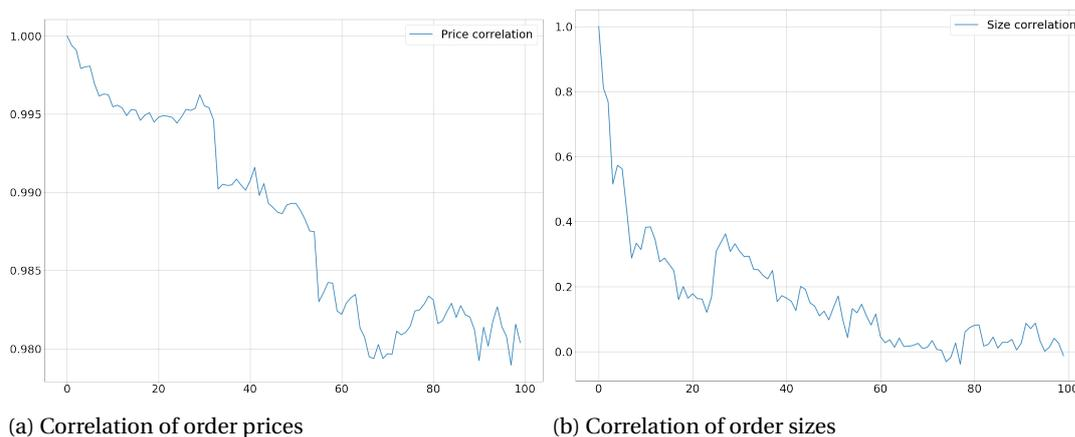 Price correlation
1.000
0.995
0.990
0.985
0.980
0 20 40 60 80 100
(a) Correlation of order prices
Size correlation
1.0
0.8
0.6
0.4
0.2
0.0
0 20 40 60 80 100
(b) Correlation of order sizes